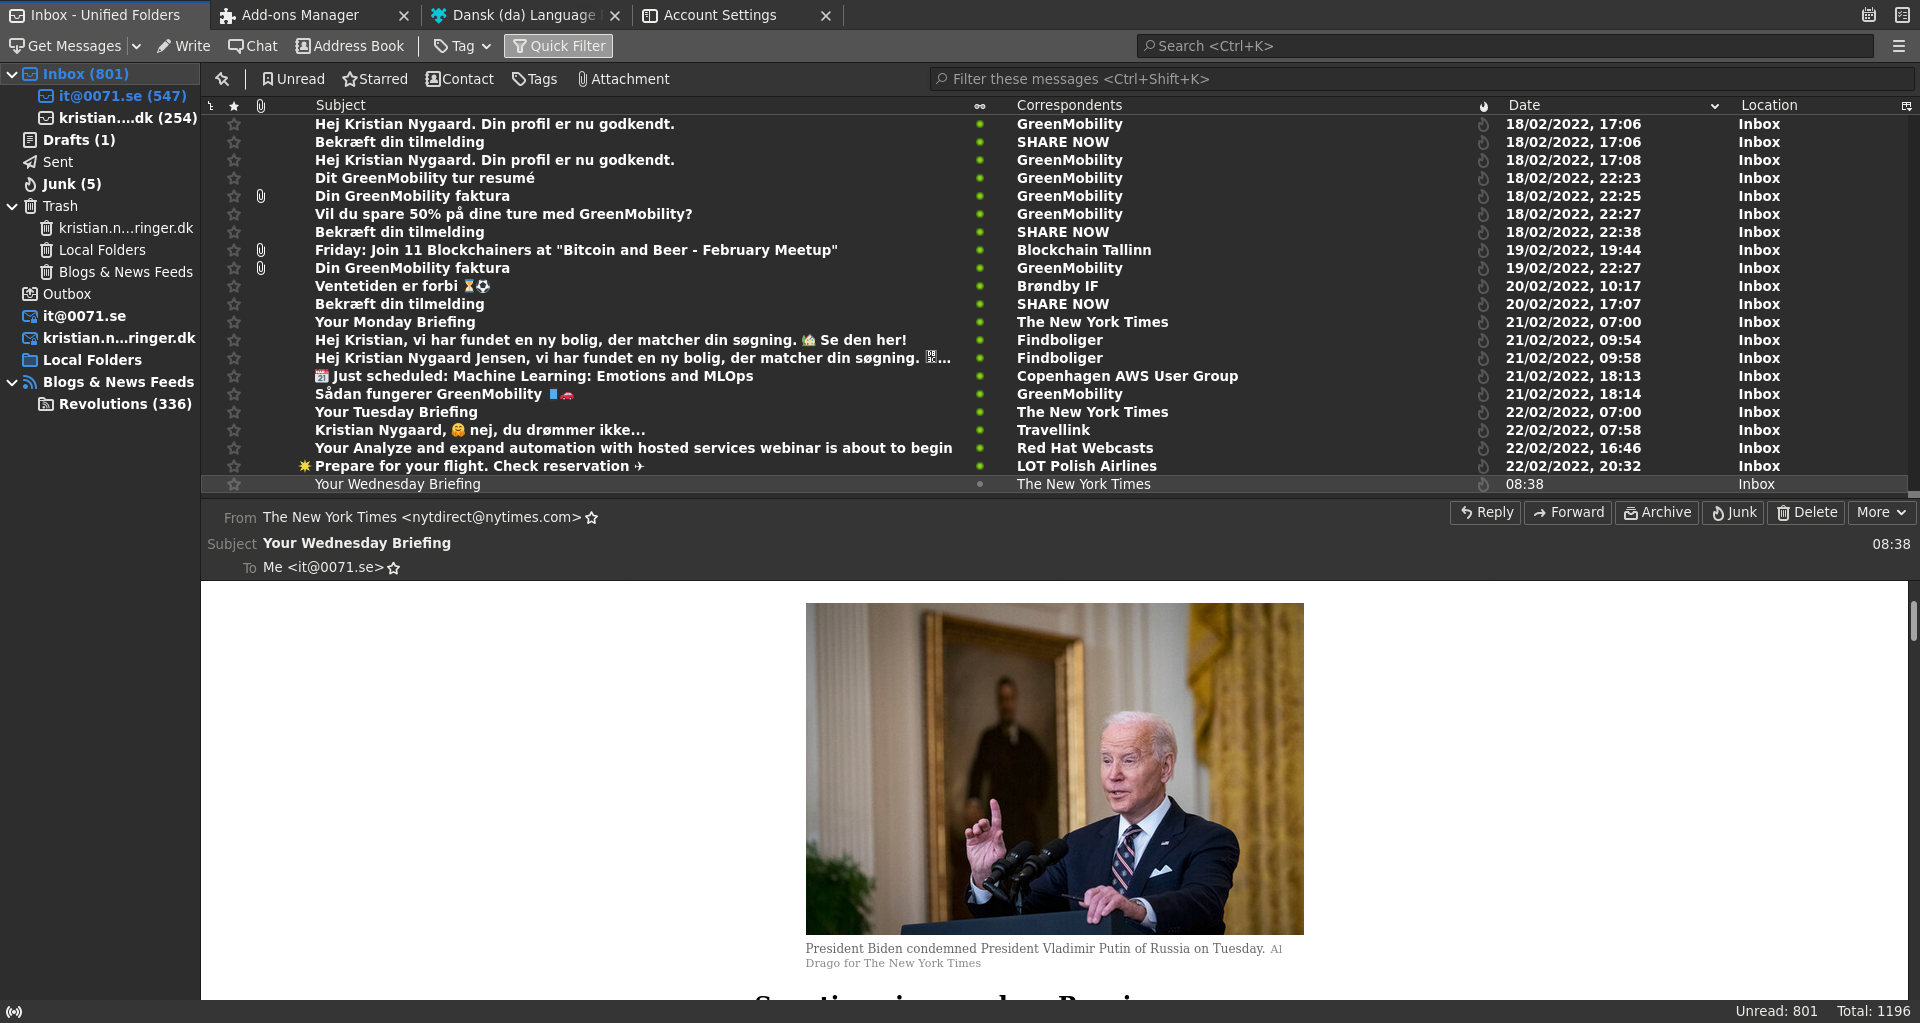 Inbox - Unified Folders
Add-ons Manager
Dansk (da) Language
Account Settings
Get Messages
Write
Chat
Address Book
Tag
Quick Filter
Search <Ctrl+K>
Inbox (801)
it@0071.se (547)
kristian....dk (254)
Drafts (1)
Sent
Junk (5)
Trash
kristian.n...ringer.dk
Local Folders
Blogs & News Feeds
Outbox
it@0071.se
kristian.n...ringer.dk
Local Folders
Blogs & News Feeds
Revolutions (336)
Unread Starred Contact Tags Attachment
Filter these messages <Ctrl+Shift+K>
Subject Correspondents Date Location
Hej Kristian Nygaard. Din profil er nu godkendt. GreenMobility 18/02/2022, 17:06 Inbox
Bekræft din tilmelding SHARE NOW 18/02/2022, 17:06 Inbox
Hej Kristian Nygaard. Din profil er nu godkendt. GreenMobility 18/02/2022, 17:08 Inbox
Dit GreenMobility tur resumé GreenMobility 18/02/2022, 22:23 Inbox
Din GreenMobility faktura GreenMobility 18/02/2022, 22:25 Inbox
Vil du spare 50% på dine ture med GreenMobility? GreenMobility 18/02/2022, 22:27 Inbox
Bekræft din tilmelding SHARE NOW 18/02/2022, 22:38 Inbox
Friday: Join 11 Blockchainers at "Bitcoin and Beer - February Meetup" Blockchain Tallinn 19/02/2022, 19:44 Inbox
Din GreenMobility faktura GreenMobility 19/02/2022, 22:27 Inbox
Ventetiden er forbi ⏳⚽ Brøndby IF 20/02/2022, 10:17 Inbox
Bekræft din tilmelding SHARE NOW 20/02/2022, 17:07 Inbox
Your Monday Briefing The New York Times 21/02/2022, 07:00 Inbox
Hej Kristian, vi har fundet en ny bolig, der matcher din søgning. 🏡 Se den her! Findboliger 21/02/2022, 09:54 Inbox
Hej Kristian Nygaard Jensen, vi har fundet en ny bolig, der matcher din søgning. ... Findboliger 21/02/2022, 09:58 Inbox
📅 Just scheduled: Machine Learning: Emotions and MLOps Copenhagen AWS User Group 21/02/2022, 18:13 Inbox
Sådan fungerer GreenMobility 📱🚗 GreenMobility 21/02/2022, 18:14 Inbox
Your Tuesday Briefing The New York Times 22/02/2022, 07:00 Inbox
Kristian Nygaard, 🤗 nej, du drømmer ikke... Travellink 22/02/2022, 07:58 Inbox
Your Analyze and expand automation with hosted services webinar is about to begin Red Hat Webcasts 22/02/2022, 16:46 Inbox
Prepare for your flight. Check reservation ✈ LOT Polish Airlines 22/02/2022, 20:32 Inbox
Your Wednesday Briefing The New York Times 08:38 Inbox
From The New York Times <nytdirect@nytimes.com>
Reply Forward Archive Junk Delete More
Subject Your Wednesday Briefing 08:38
To Me <it@0071.se>
President Biden condemned President Vladimir Putin of Russia on Tuesday. Al
Drago for The New York Times
Unread: 801 Total: 1196